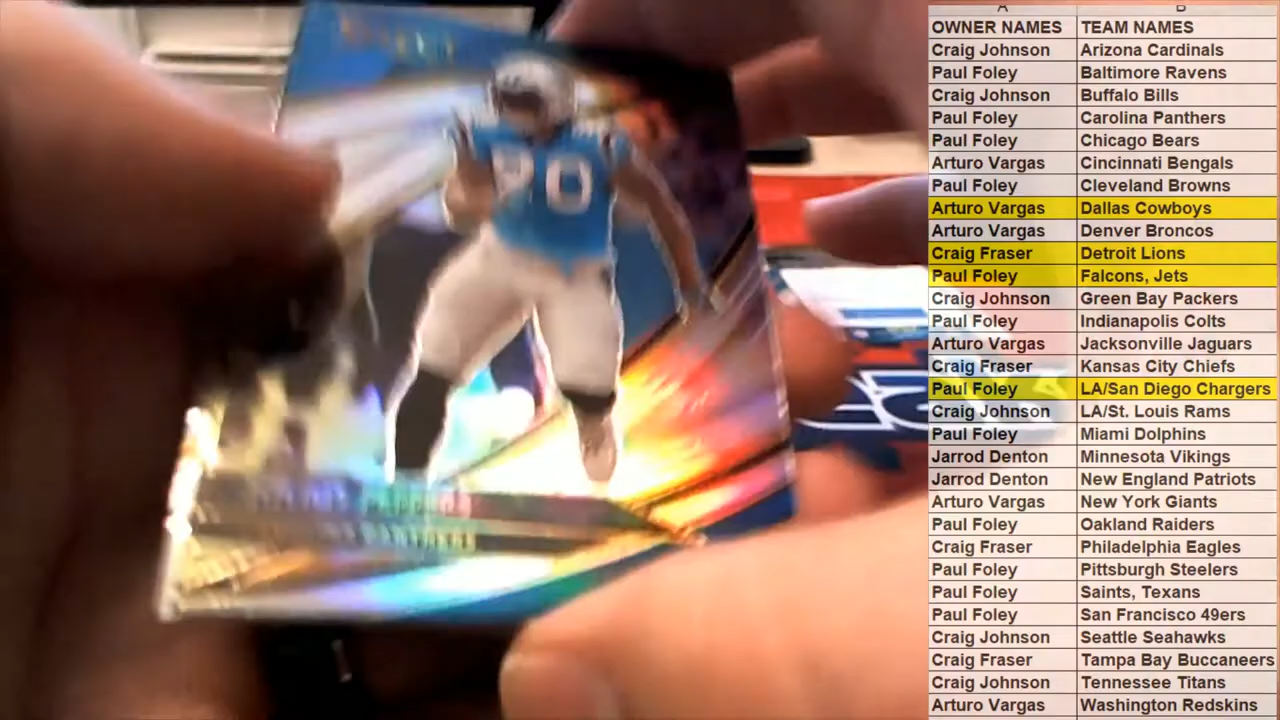 A B
OWNER NAMES TEAM NAMES
Craig Johnson Arizona Cardinals
Paul Foley Baltimore Ravens
Craig Johnson Buffalo Bills
Paul Foley Carolina Panthers
Paul Foley Chicago Bears
Arturo Vargas Cincinnati Bengals
Paul Foley Cleveland Browns
Arturo Vargas Dallas Cowboys
Arturo Vargas Denver Broncos
Craig Fraser Detroit Lions
Paul Foley Falcons, Jets
Craig Johnson Green Bay Packers
Paul Foley Indianapolis Colts
Arturo Vargas Jacksonville Jaguars
Craig Fraser Kansas City Chiefs
Paul Foley LA/San Diego Chargers
Craig Johnson LA/St. Louis Rams
Paul Foley Miami Dolphins
Jarrod Denton Minnesota Vikings
Jarrod Denton New England Patriots
Arturo Vargas New York Giants
Paul Foley Oakland Raiders
Craig Fraser Philadelphia Eagles
Paul Foley Pittsburgh Steelers
Paul Foley Saints, Texans
Paul Foley San Francisco 49ers
Craig Johnson Seattle Seahawks
Craig Fraser Tampa Bay Buccaneers
Craig Johnson Tennessee Titans
Arturo Vargas Washington Redskins